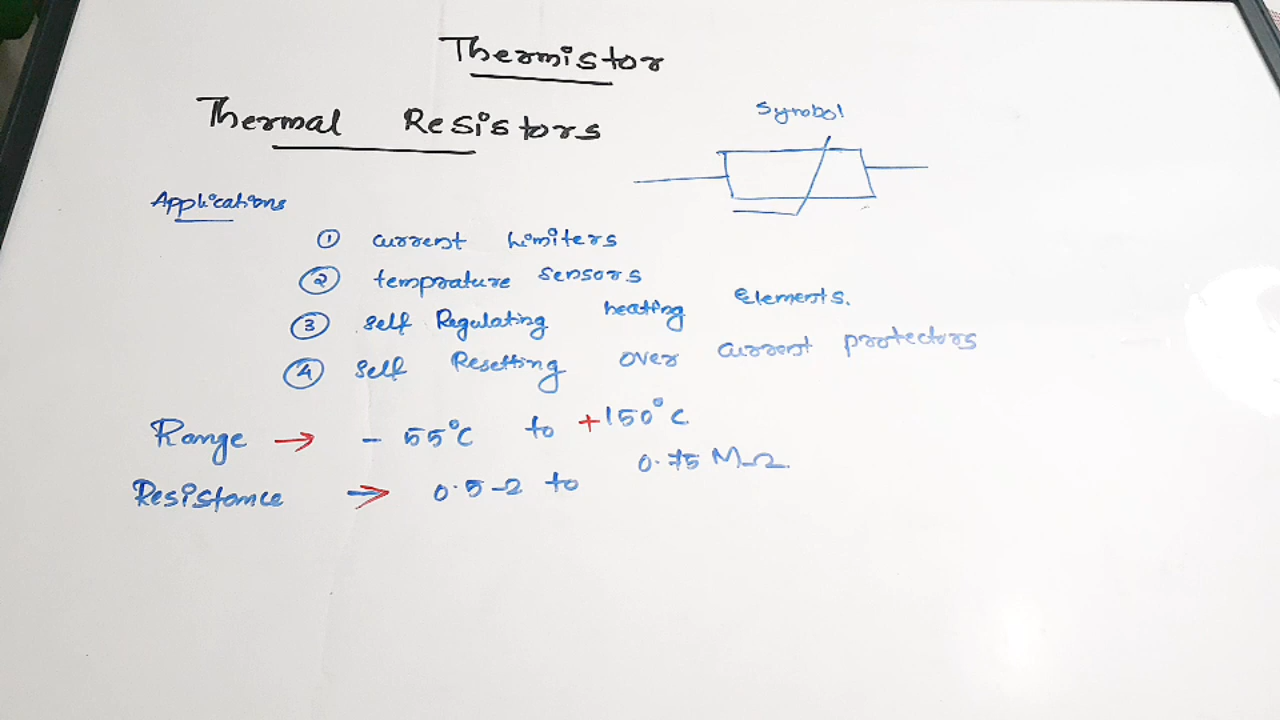 Thermistor
Thermal Resistors
Symbol
Applications
① current limiters
② temprature sensors
③ self Regulating heating Elements.
④ self Resetting over current protectors
Range → - 55°C to +150°C
Resistance → 0.5Ω to 0.75 MΩ.